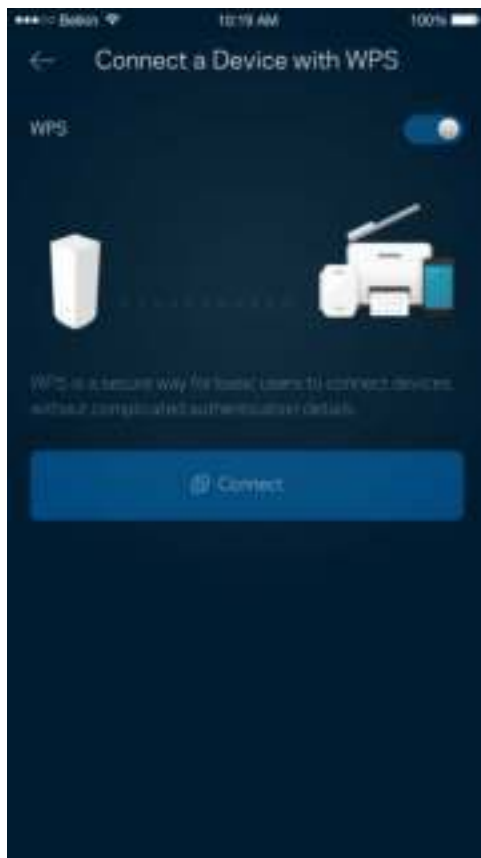 Belkin 10:19 AM 100%
Connect a Device with WPS
WPS
WPS is a secure way for basic users to connect devices
without complicated authentication details.
Connect